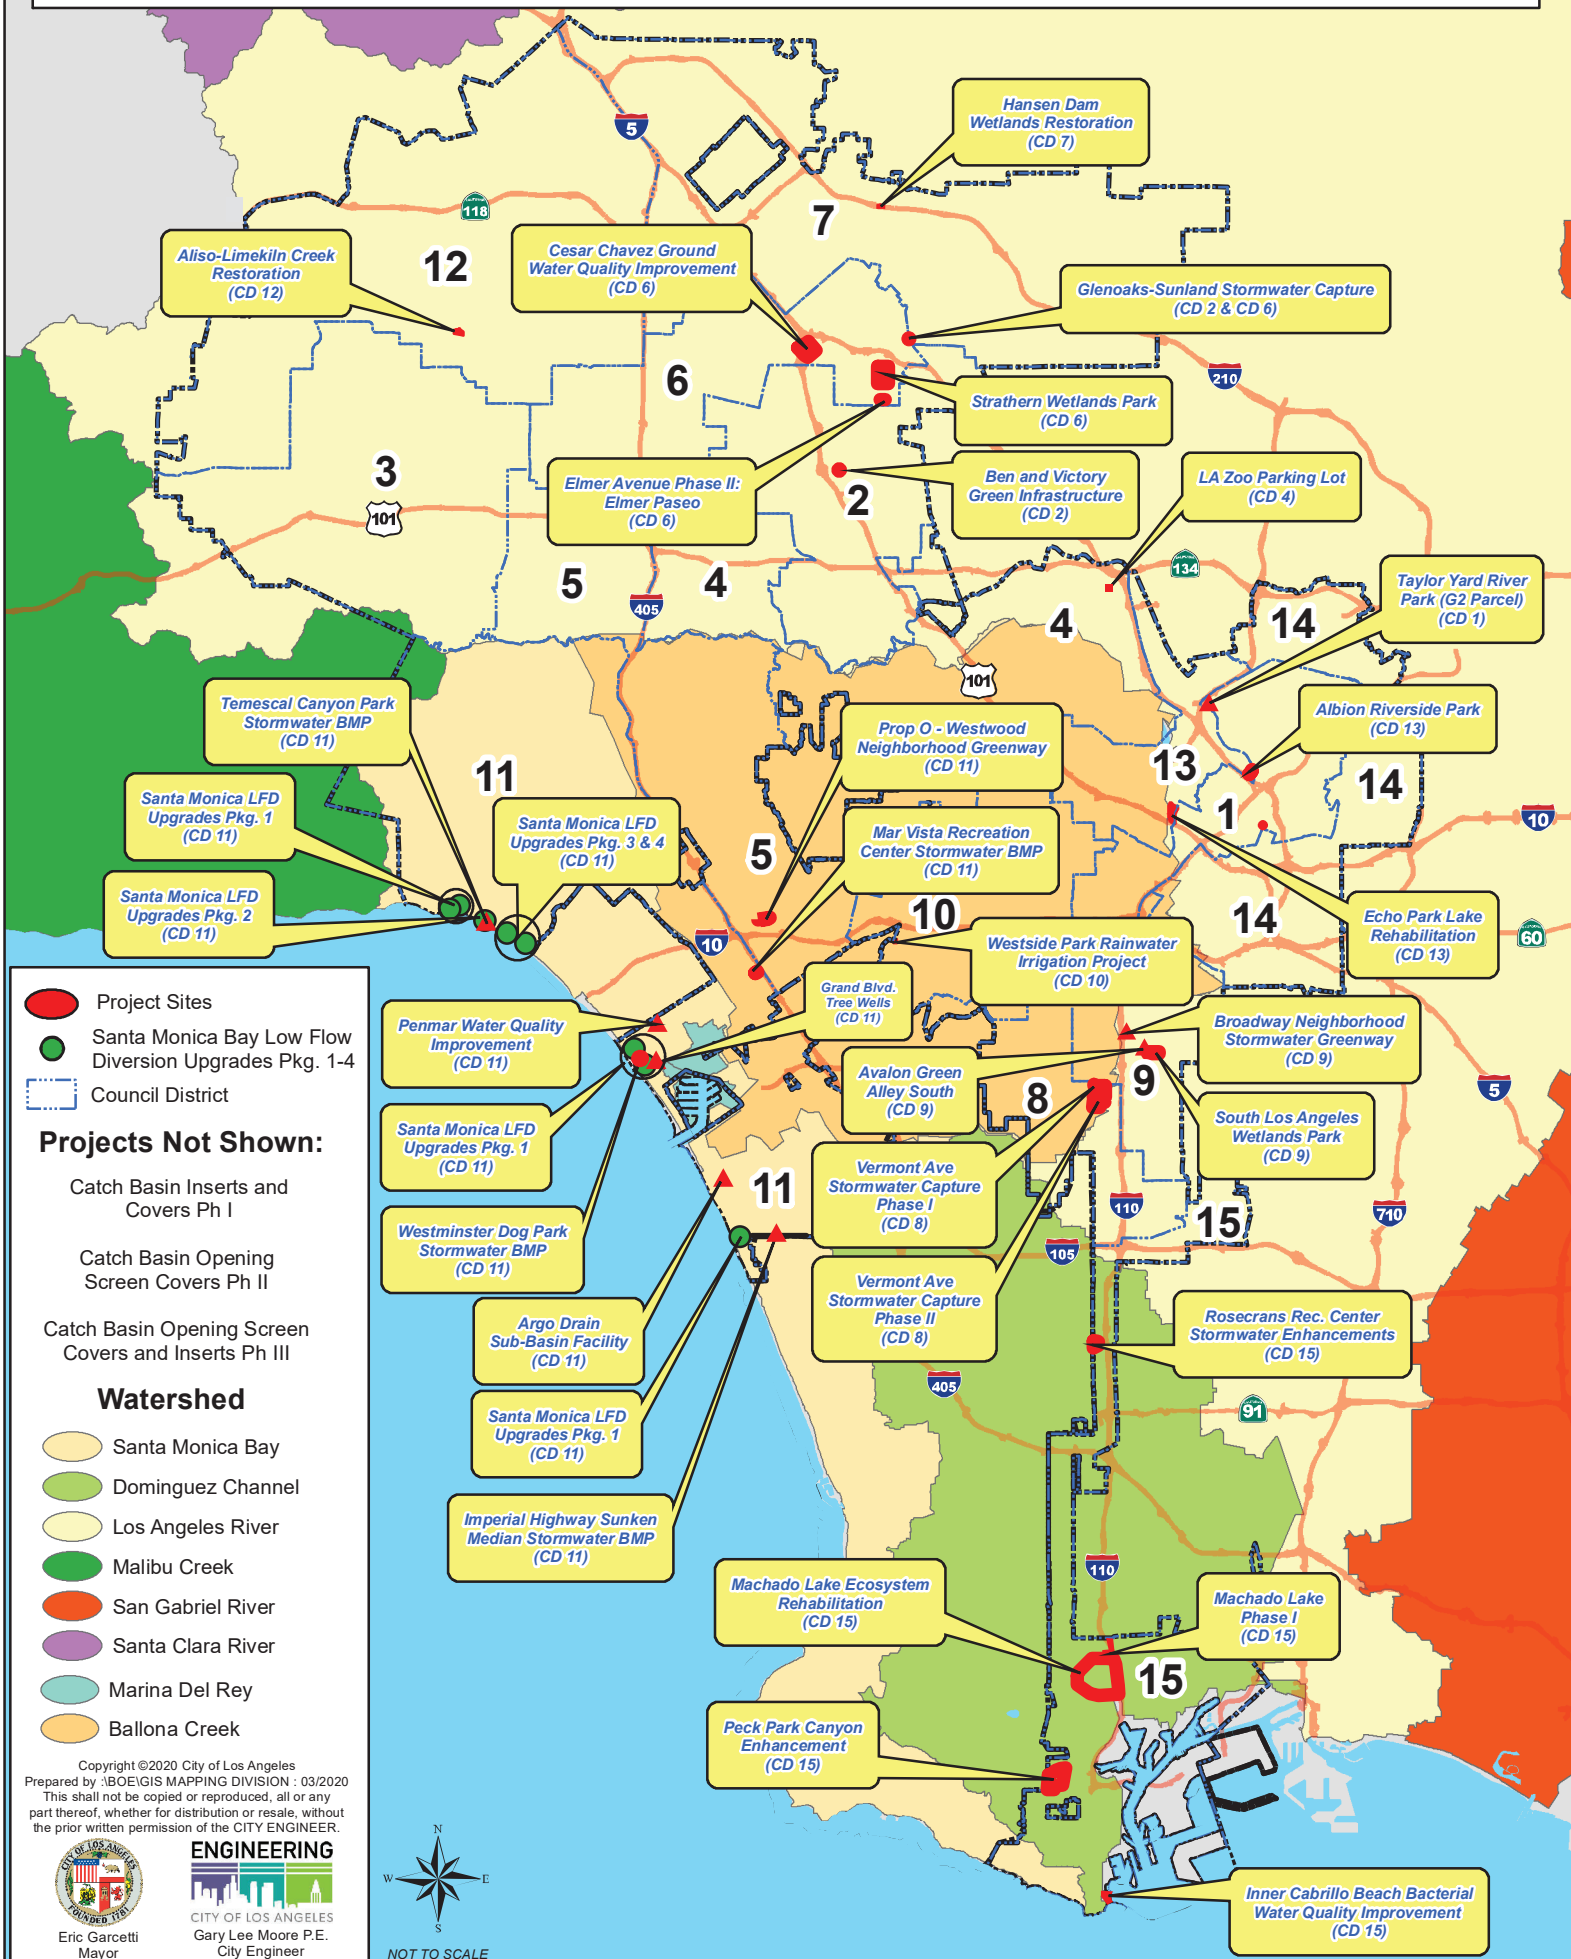 Hansen Dam
Wetlands Restoration
(CD 7)
5
118
7
12
Aliso-Limekiln Creek
Restoration
(CD 12)
Cesar Chavez Ground
Water Quality Improvement
(CD 6)
Glenoaks-Sunland Stormwater Capture
(CD 2 & CD 6)
210
6
Strathern Wetlands Park
(CD 6)
3
101
Elmer Avenue Phase II:
Elmer Paseo
(CD 6)
2
Ben and Victory
Green Infrastructure
(CD 2)
LA Zoo Parking Lot
(CD 4)
134
5
4
405
4
14
Taylor Yard River
Park (G2 Parcel)
(CD 1)
101
Temescal Canyon Park
Stormwater BMP
(CD 11)
Prop O - Westwood
Neighborhood Greenway
(CD 11)
Albion Riverside Park
(CD 13)
11
13
14
1
10
Santa Monica LFD
Upgrades Pkg. 1
(CD 11)
Santa Monica LFD
Upgrades Pkg. 3 & 4
(CD 11)
5
Mar Vista Recreation
Center Stormwater BMP
(CD 11)
Santa Monica LFD
Upgrades Pkg. 2
(CD 11)
10
10
14
Echo Park Lake
Rehabilitation
(CD 13)
60
Westside Park Rainwater
Irrigation Project
(CD 10)
Grand Blvd.
Tree Wells
(CD 11)
Penmar Water Quality
Improvement
(CD 11)
Broadway Neighborhood
Stormwater Greenway
(CD 9)
Avalon Green
Alley South
(CD 9)
8
9
5
Santa Monica LFD
Upgrades Pkg. 1
(CD 11)
South Los Angeles
Wetlands Park
(CD 9)
Vermont Ave
Stormwater Capture
Phase I
(CD 8)
11
110
15
710
105
Westminster Dog Park
Stormwater BMP
(CD 11)
Vermont Ave
Stormwater Capture
Phase II
(CD 8)
Argo Drain
Sub-Basin Facility
(CD 11)
Rosecrans Rec. Center
Stormwater Enhancements
(CD 15)
405
91
Santa Monica LFD
Upgrades Pkg. 1
(CD 11)
Imperial Highway Sunken
Median Stormwater BMP
(CD 11)
110
Machado Lake Ecosystem
Rehabilitation
(CD 15)
Machado Lake
Phase I
(CD 15)
15
Peck Park Canyon
Enhancement
(CD 15)
Inner Cabrillo Beach Bacterial
Water Quality Improvement
(CD 15)
Project Sites
Santa Monica Bay Low Flow
Diversion Upgrades Pkg. 1-4
Council District
Projects Not Shown:
Catch Basin Inserts and
Covers Ph I
Catch Basin Opening
Screen Covers Ph II
Catch Basin Opening Screen
Covers and Inserts Ph III
Watershed
Santa Monica Bay
Dominguez Channel
Los Angeles River
Malibu Creek
San Gabriel River
Santa Clara River
Marina Del Rey
Ballona Creek
Copyright ©2020 City of Los Angeles
Prepared by :\BOE\GIS MAPPING DIVISION : 03/2020
This shall not be copied or reproduced, all or any
part thereof, whether for distribution or resale, without
the prior written permission of the CITY ENGINEER.
CITY OF LOS ANGELES
FOUNDED 1781
Eric Garcetti
Mayor
ENGINEERING
CITY OF LOS ANGELES
Gary Lee Moore P.E.
City Engineer
N
W
E
S
NOT TO SCALE